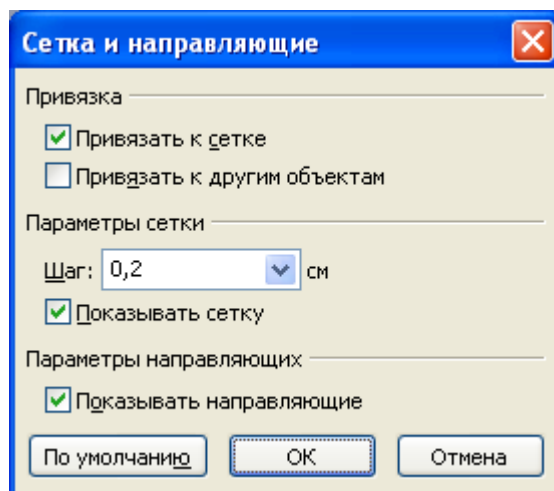 Сетка и направляющие
Привязка
Привязать к сетке
Привязать к другим объектам
Параметры сетки
Шаг: 0,2 см
Показывать сетку
Параметры направляющих
Показывать направляющие
По умолчанию ОК Отмена